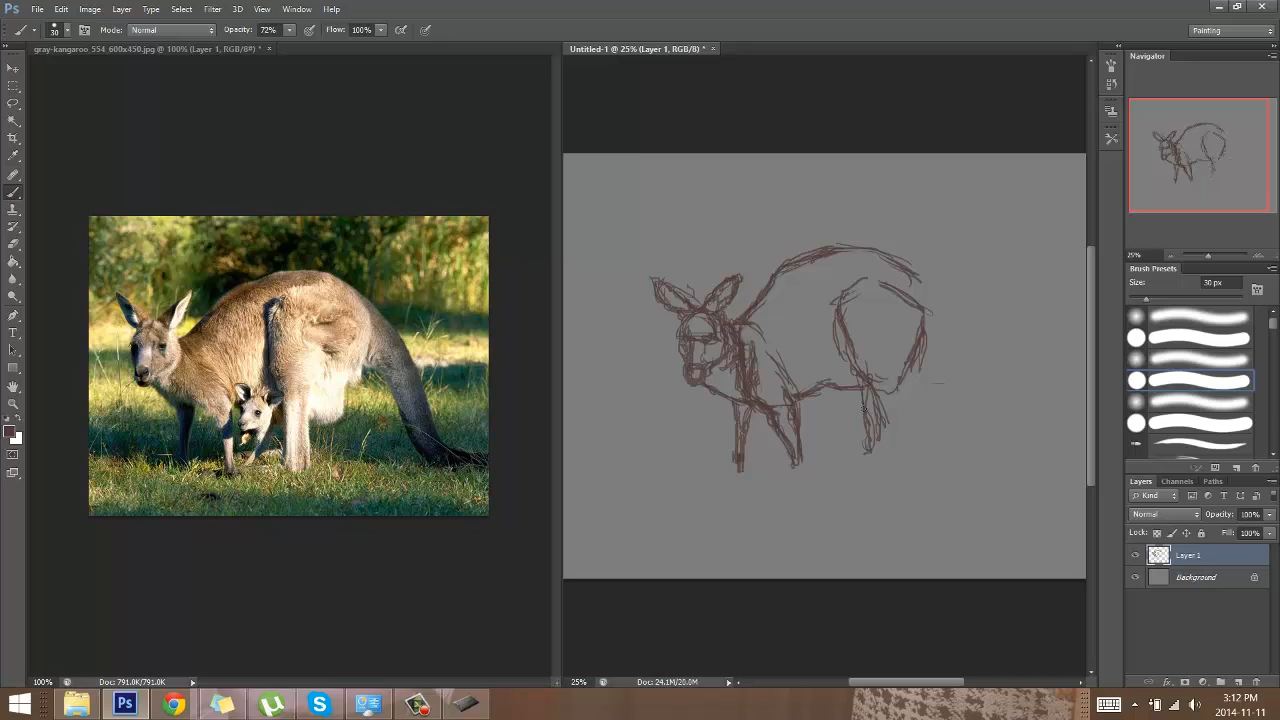 Ps File Edit Image Layer Type Select Filter 3D View Window Help
30 Mode: Normal Opacity: 72% Flow: 100% Painting
gray-kangaroo_554_600x450.jpg @ 100% (Layer 1, RGB/8#) * ×
Untitled-1 @ 25% (Layer 1, RGB/8) * ×
Navigator
25%
Brush Presets
Size: 30 px
Layers Channels Paths
Kind
Normal Opacity: 100%
Lock: Fill: 100%
Layer 1
Background
100% Doc: 791.0K/791.0K
25% Doc: 24.1M/20.0M
Ps
3:12 PM
2014-11-11